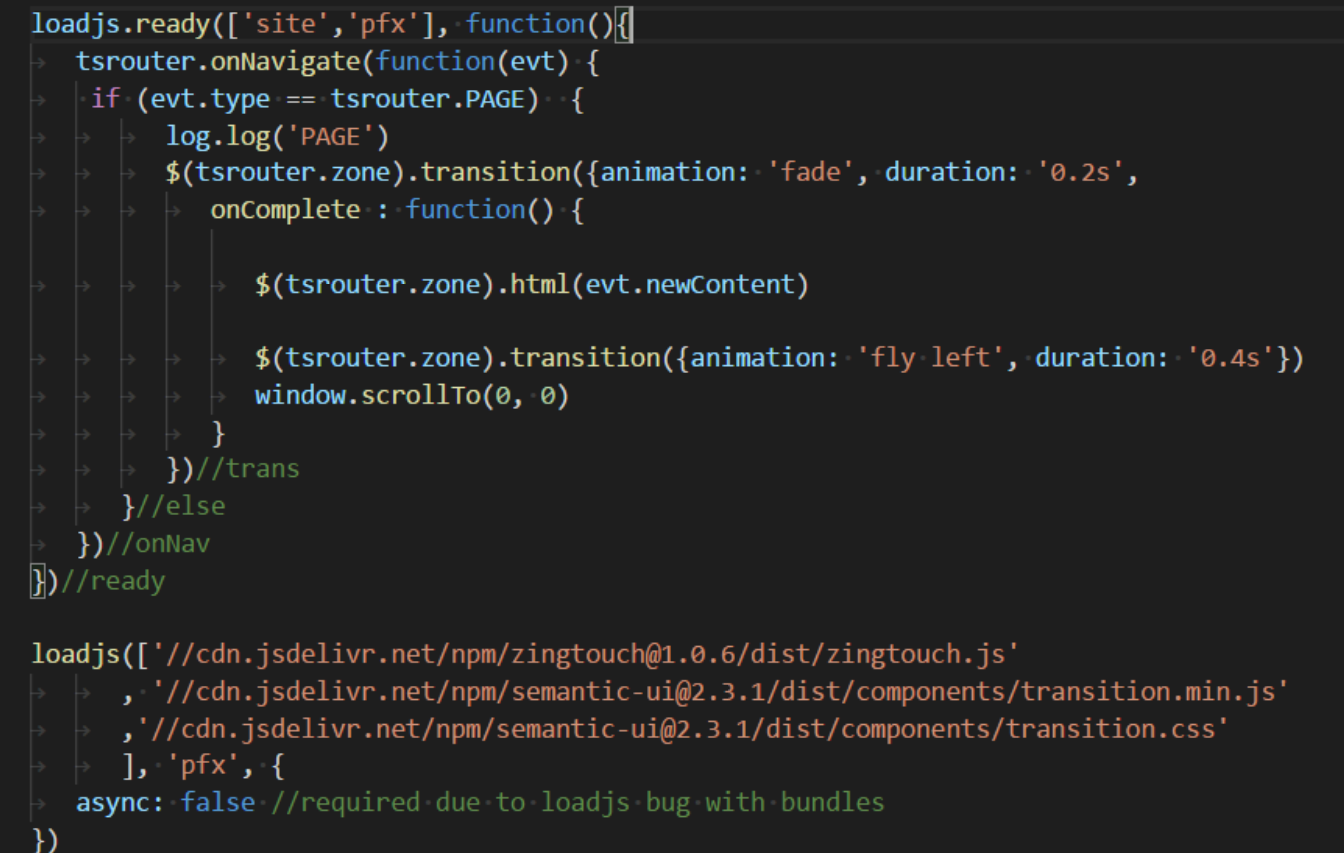 loadjs.ready(['site','pfx'], function(){
tsrouter.onNavigate(function(evt) {
if (evt.type == tsrouter.PAGE)  {
log.log('PAGE')
$(tsrouter.zone).transition({animation: 'fade', duration: '0.2s',
onComplete : function() {
$(tsrouter.zone).html(evt.newContent)
$(tsrouter.zone).transition({animation: 'fly left', duration: '0.4s'})
window.scrollTo(0, 0)
}
})//trans
}//else
})//onNav
})//ready
loadjs(['//cdn.jsdelivr.net/npm/zingtouch@1.0.6/dist/zingtouch.js'
, '//cdn.jsdelivr.net/npm/semantic-ui@2.3.1/dist/components/transition.min.js'
,'//cdn.jsdelivr.net/npm/semantic-ui@2.3.1/dist/components/transition.css'
], 'pfx', {
async: false //required due to loadjs bug with bundles
})